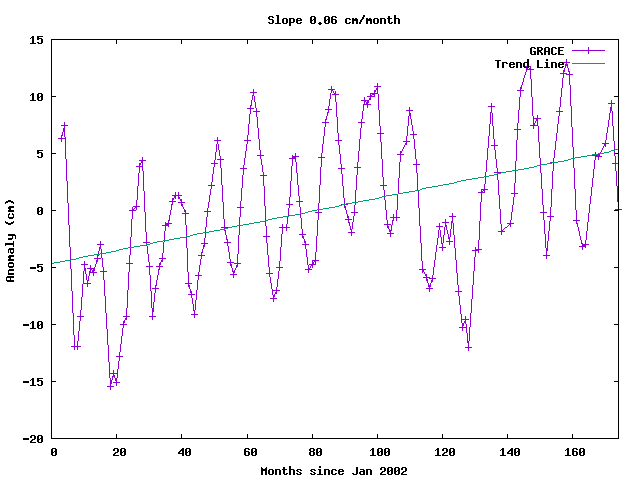 Slope 0.06 cm/month
GRACE
Trend Line
15
10
5
0
-5
-10
-15
-20
Anomaly (cm)
0 20 40 60 80 100 120 140 160
Months since Jan 2002